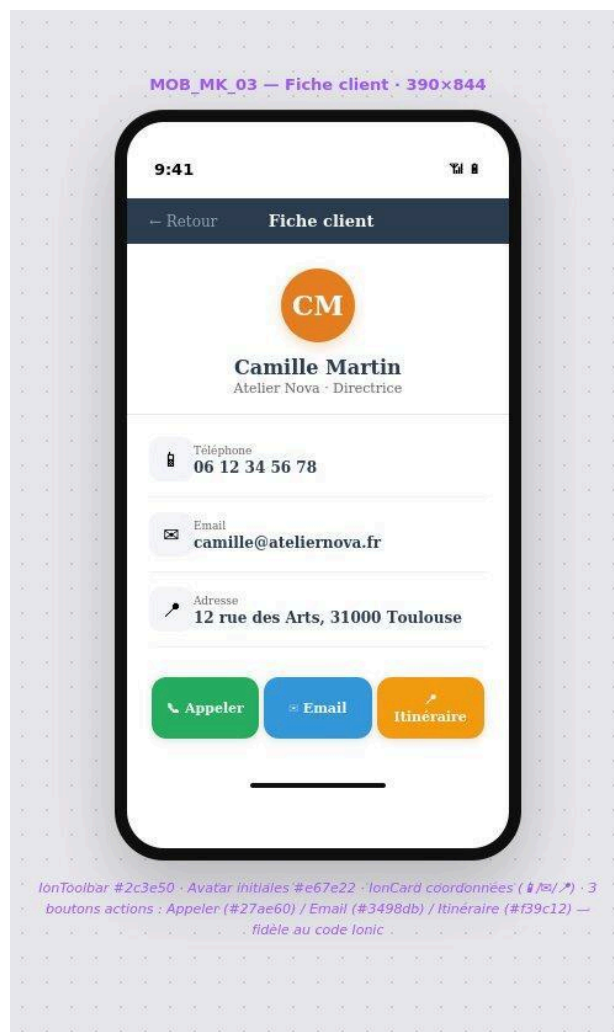 MOB_MK_03 — Fiche client · 390×844
9:41
← Retour
Fiche client
CM
Camille Martin
Atelier Nova · Directrice
Téléphone
06 12 34 56 78
Email
camille@ateliernova.fr
Adresse
12 rue des Arts, 31000 Toulouse
📞 Appeler
✉ Email
📍
Itinéraire
IonToolbar #2c3e50 · Avatar initiales #e67e22 · IonCard coordonnées (📱/✉/📍) · 3
boutons actions : Appeler (#27ae60) / Email (#3498db) / Itinéraire (#f39c12) —
fidèle au code Ionic